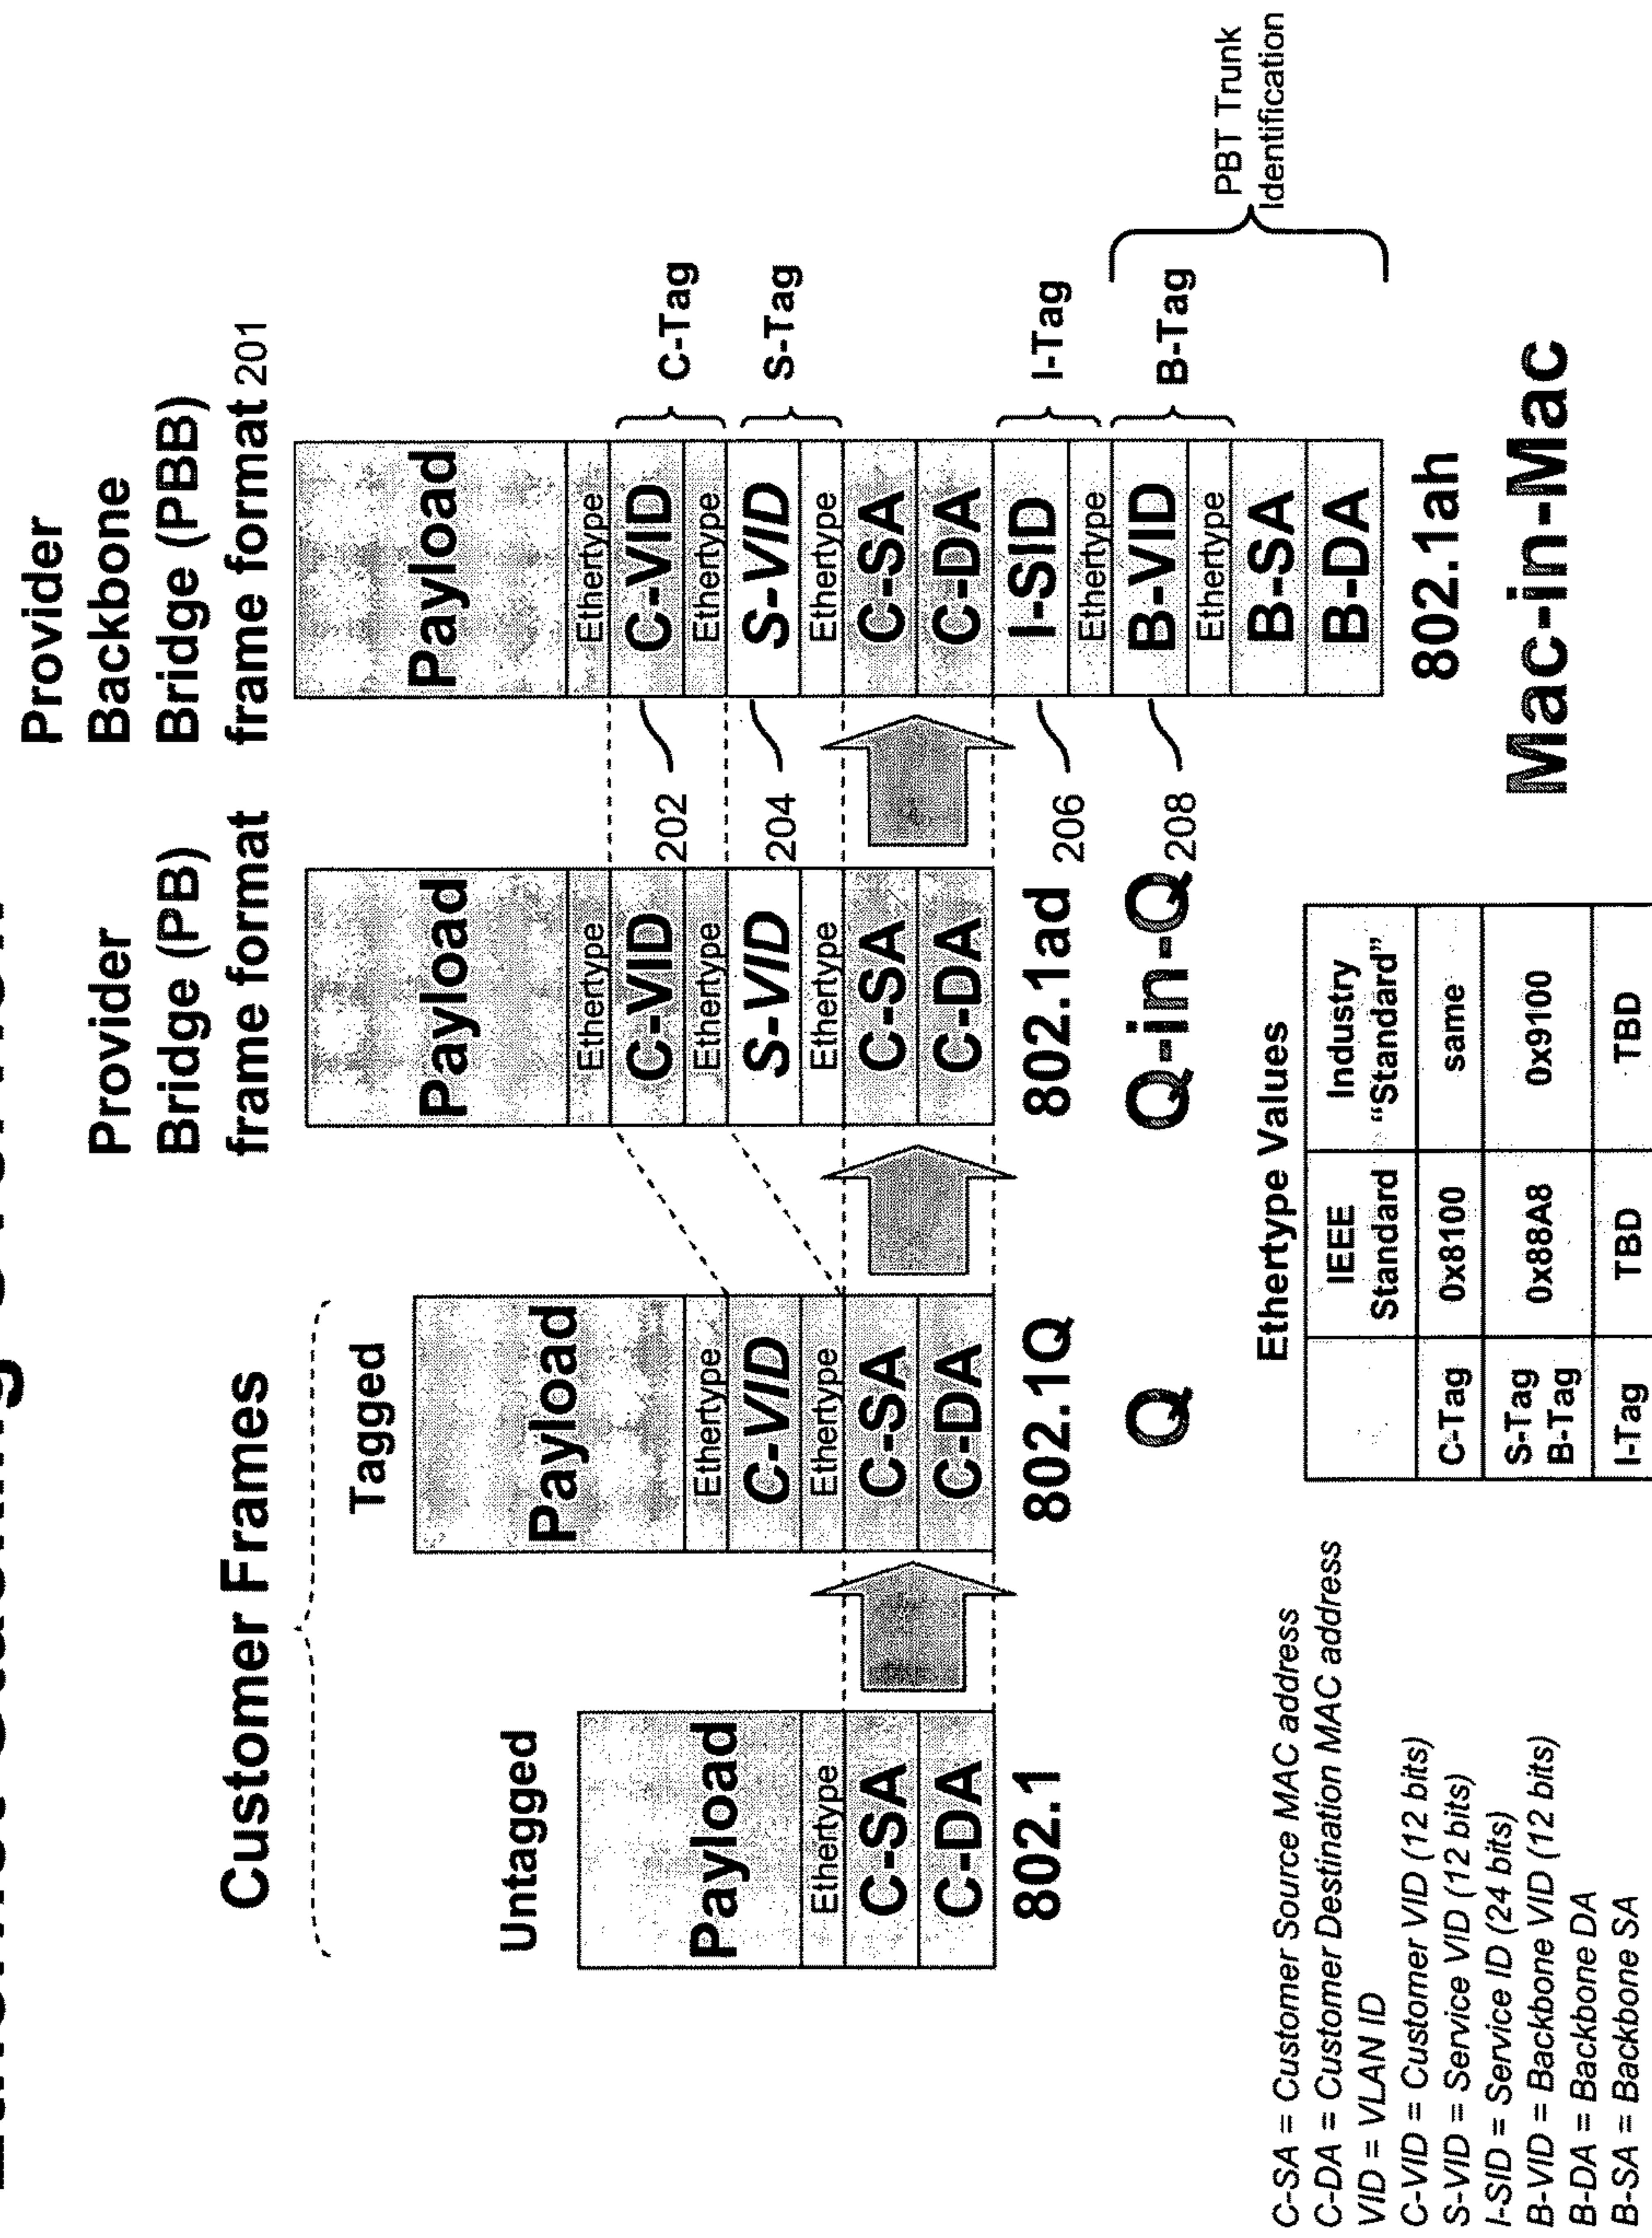 Customer Frames
Untagged
Payload
Ethertype
C-SA
C-DA
802.1
Tagged
Payload
Ethertype
C-VID
Ethertype
C-SA
C-DA
802.1Q
Q
Provider
Bridge (PB)
frame format
Payload
Ethertype
C-VID
Ethertype
S-VID
Ethertype
C-SA
C-DA
802.1ad
Q-in-Q
202
204
206
208
Provider
Backbone
Bridge (PBB)
frame format 201
Payload
Ethertype
C-VID
Ethertype
S-VID
Ethertype
C-SA
C-DA
I-SID
Ethertype
B-VID
Ethertype
B-SA
B-DA
802.1ah
Mac-in-Mac
C-Tag
S-Tag
I-Tag
B-Tag
PBT Trunk
Identification
C-SA = Customer Source MAC address
C-DA = Customer Destination MAC address
VID = VLAN ID
C-VID = Customer VID (12 bits)
S-VID = Service VID (12 bits)
I-SID = Service ID (24 bits)
B-VID = Backbone VID (12 bits)
B-DA = Backbone DA
B-SA = Backbone SA
Ethertype Values
IEEE
Standard
Industry
“Standard”
C-Tag 0x8100 same
S-Tag
B-Tag
0x88A8 0x9100
I-Tag TBD TBD